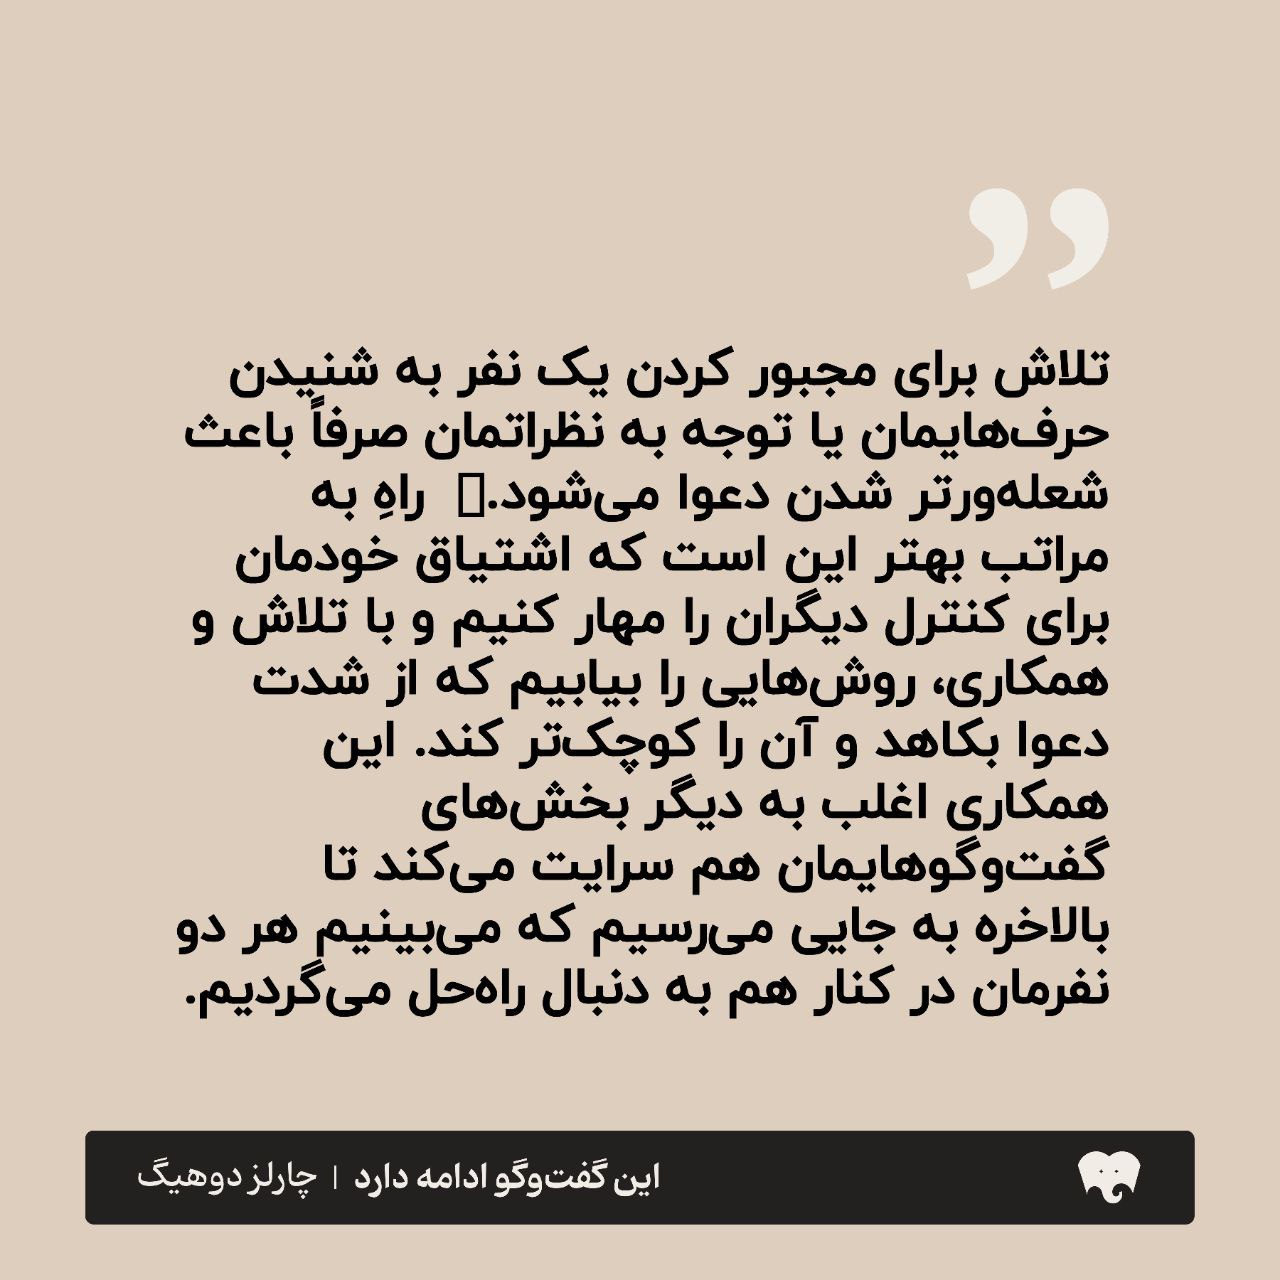 تلاش برای مجبور کردن یک نفر به شنیدن
حرف‌هایمان یا توجه به نظراتمان صرفاً باعث
شعله‌ورتر شدن دعوا می‌شود. راهِ به
مراتب بهتر این است که اشتیاق خودمان
برای کنترل دیگران را مهار کنیم و با تلاش و
همکاری، روش‌هایی را بیابیم که از شدت
دعوا بکاهد و آن را کوچک‌تر کند. این
همکاری اغلب به دیگر بخش‌های
گفت‌وگوهایمان هم سرایت می‌کند تا
بالاخره به جایی می‌رسیم که می‌بینیم هر دو
نفرمان در کنار هم به دنبال راه‌حل می‌گردیم.
این گفت‌وگو ادامه دارد | چارلز دوهیگ